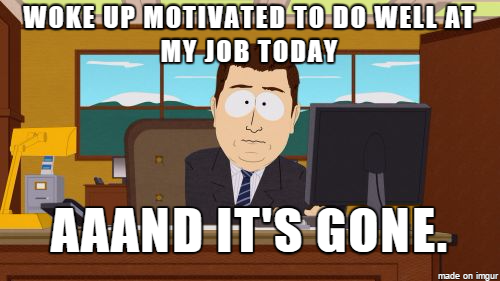 WOKE UP MOTIVATED TO DO WELL AT
MY JOB TODAY
AAAND IT'S GONE.
made on imgur